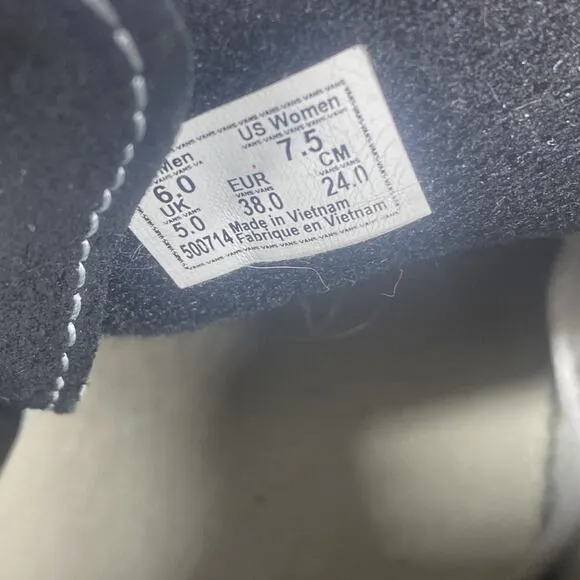 Men US Women
6.0 7.5
UK EUR CM
5.0 38.0 24.0
500714 Made in Vietnam
Fabrique en Vietnam